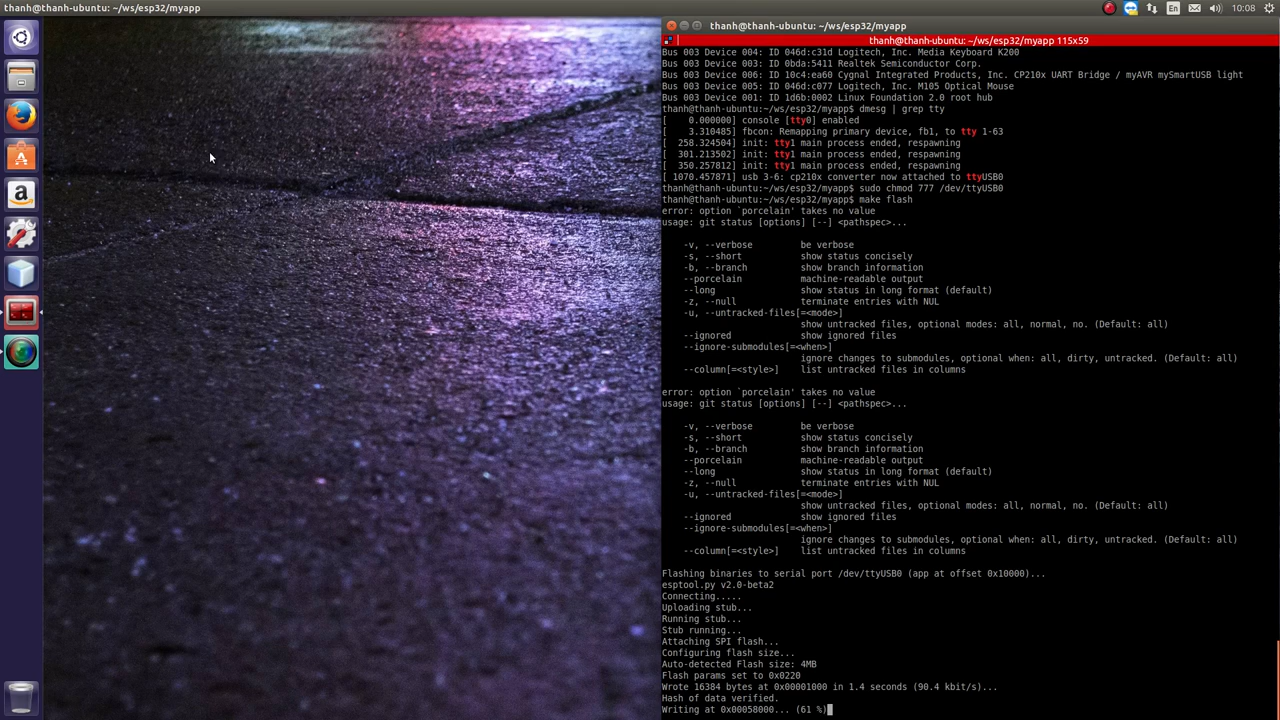 thanh@thanh-ubuntu: ~/ws/esp32/myapp
En
10:08
thanh@thanh-ubuntu: ~/ws/esp32/myapp
thanh@thanh-ubuntu: ~/ws/esp32/myapp 115x59
Bus 003 Device 004: ID 046d:c31d Logitech, Inc. Media Keyboard K200
Bus 003 Device 003: ID 0bda:5411 Realtek Semiconductor Corp.
Bus 003 Device 006: ID 10c4:ea60 Cygnal Integrated Products, Inc. CP210x UART Bridge / myAVR mySmartUSB light
Bus 003 Device 005: ID 046d:c077 Logitech, Inc. M105 Optical Mouse
Bus 003 Device 001: ID 1d6b:0002 Linux Foundation 2.0 root hub
thanh@thanh-ubuntu:~/ws/esp32/myapp$ dmesg | grep tty
[    0.000000] console [tty0] enabled
[    3.310485] fbcon: Remapping primary device, fb1, to tty 1-63
[  258.324504] init: tty1 main process ended, respawning
[  301.213502] init: tty1 main process ended, respawning
[  350.257812] init: tty1 main process ended, respawning
[ 1070.457871] usb 3-6: cp210x converter now attached to ttyUSB0
thanh@thanh-ubuntu:~/ws/esp32/myapp$ sudo chmod 777 /dev/ttyUSB0
thanh@thanh-ubuntu:~/ws/esp32/myapp$ make flash
error: option `porcelain' takes no value
usage: git status [options] [--] <pathspec>...
-v, --verbose         be verbose
-s, --short           show status concisely
-b, --branch          show branch information
--porcelain           machine-readable output
--long                show status in long format (default)
-z, --null            terminate entries with NUL
-u, --untracked-files[=<mode>]
show untracked files, optional modes: all, normal, no. (Default: all)
--ignored             show ignored files
--ignore-submodules[=<when>]
ignore changes to submodules, optional when: all, dirty, untracked. (Default: all)
--column[=<style>]    list untracked files in columns
error: option `porcelain' takes no value
usage: git status [options] [--] <pathspec>...
-v, --verbose         be verbose
-s, --short           show status concisely
-b, --branch          show branch information
--porcelain           machine-readable output
--long                show status in long format (default)
-z, --null            terminate entries with NUL
-u, --untracked-files[=<mode>]
show untracked files, optional modes: all, normal, no. (Default: all)
--ignored             show ignored files
--ignore-submodules[=<when>]
ignore changes to submodules, optional when: all, dirty, untracked. (Default: all)
--column[=<style>]    list untracked files in columns
Flashing binaries to serial port /dev/ttyUSB0 (app at offset 0x10000)...
esptool.py v2.0-beta2
Connecting.....
Uploading stub...
Running stub...
Stub running...
Attaching SPI flash...
Configuring flash size...
Auto-detected Flash size: 4MB
Flash params set to 0x0220
Wrote 16384 bytes at 0x00001000 in 1.4 seconds (90.4 kbit/s)...
Hash of data verified.
Writing at 0x00058000... (61 %)